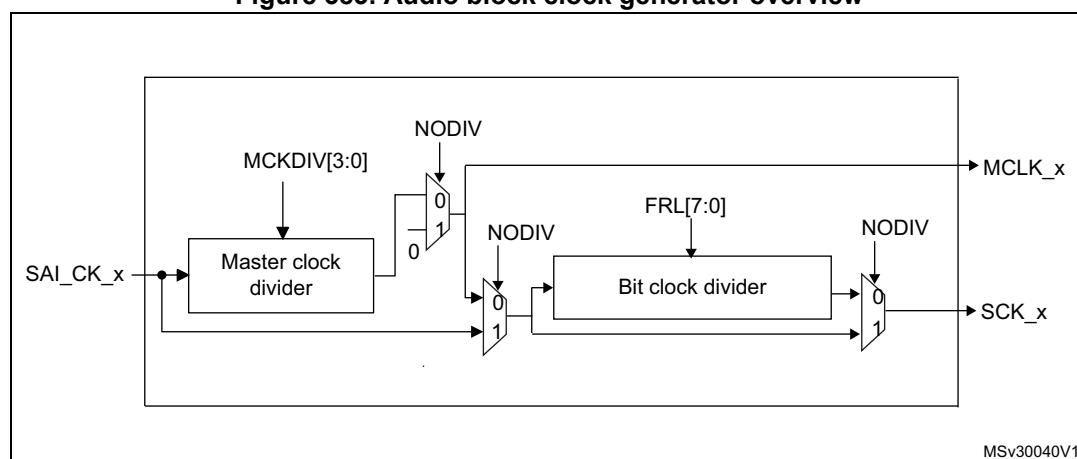 Figure Audio block clock generator overview
NODIV
MCKDIV[3:0]
MCLK_x
0
1
0
FRL[7:0]
NODIV
NODIV
SAI_CK_x
Master clock
divider
Bit clock divider
0
1
0
1
SCK_x
MSv30040V1